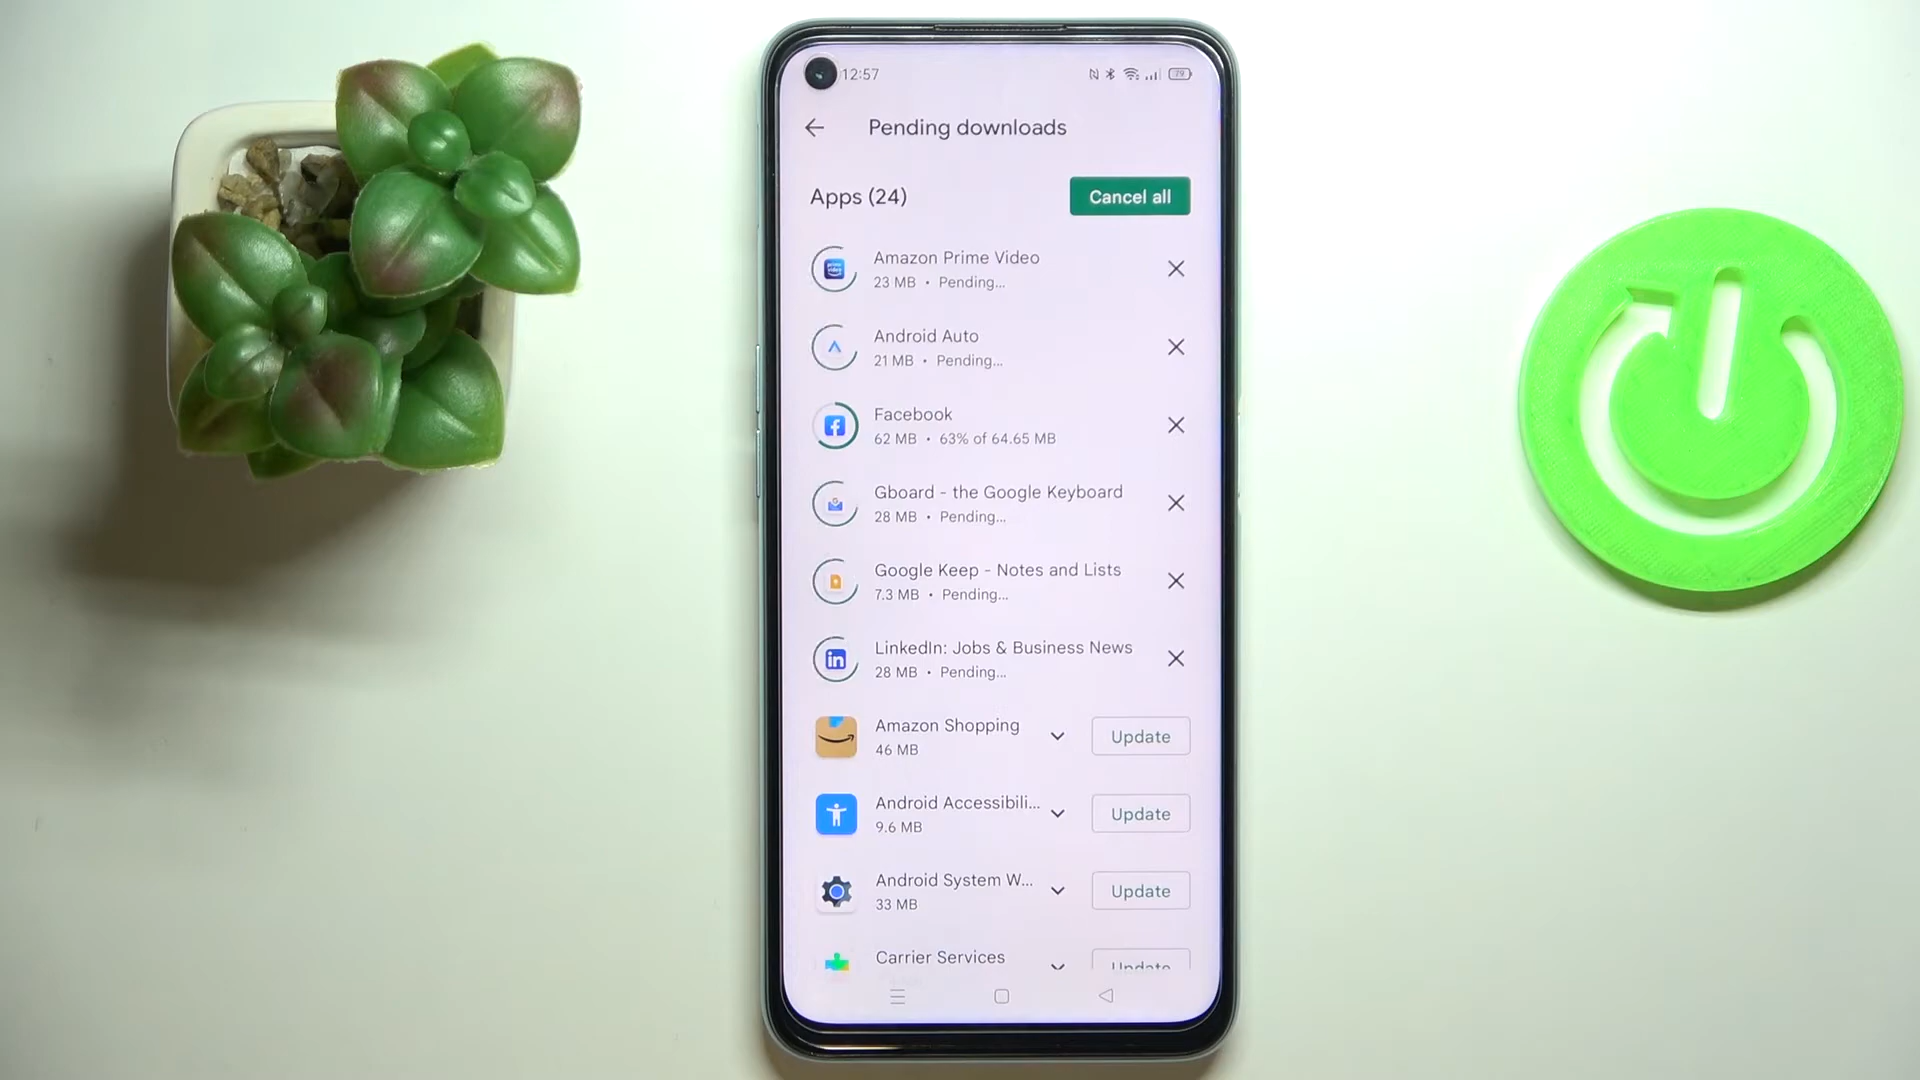 12:57
79
Pending downloads
Apps (24)
Cancel all
Amazon Prime Video
23 MB • Pending...
Android Auto
21 MB • Pending...
Facebook
62 MB • 63% of 64.65 MB
Gboard - the Google Keyboard
28 MB • Pending...
Google Keep - Notes and Lists
7.3 MB • Pending...
LinkedIn: Jobs & Business News
28 MB • Pending...
Amazon Shopping
46 MB
Update
Android Accessibili...
9.6 MB
Update
Android System W...
33 MB
Update
Carrier Services
Update